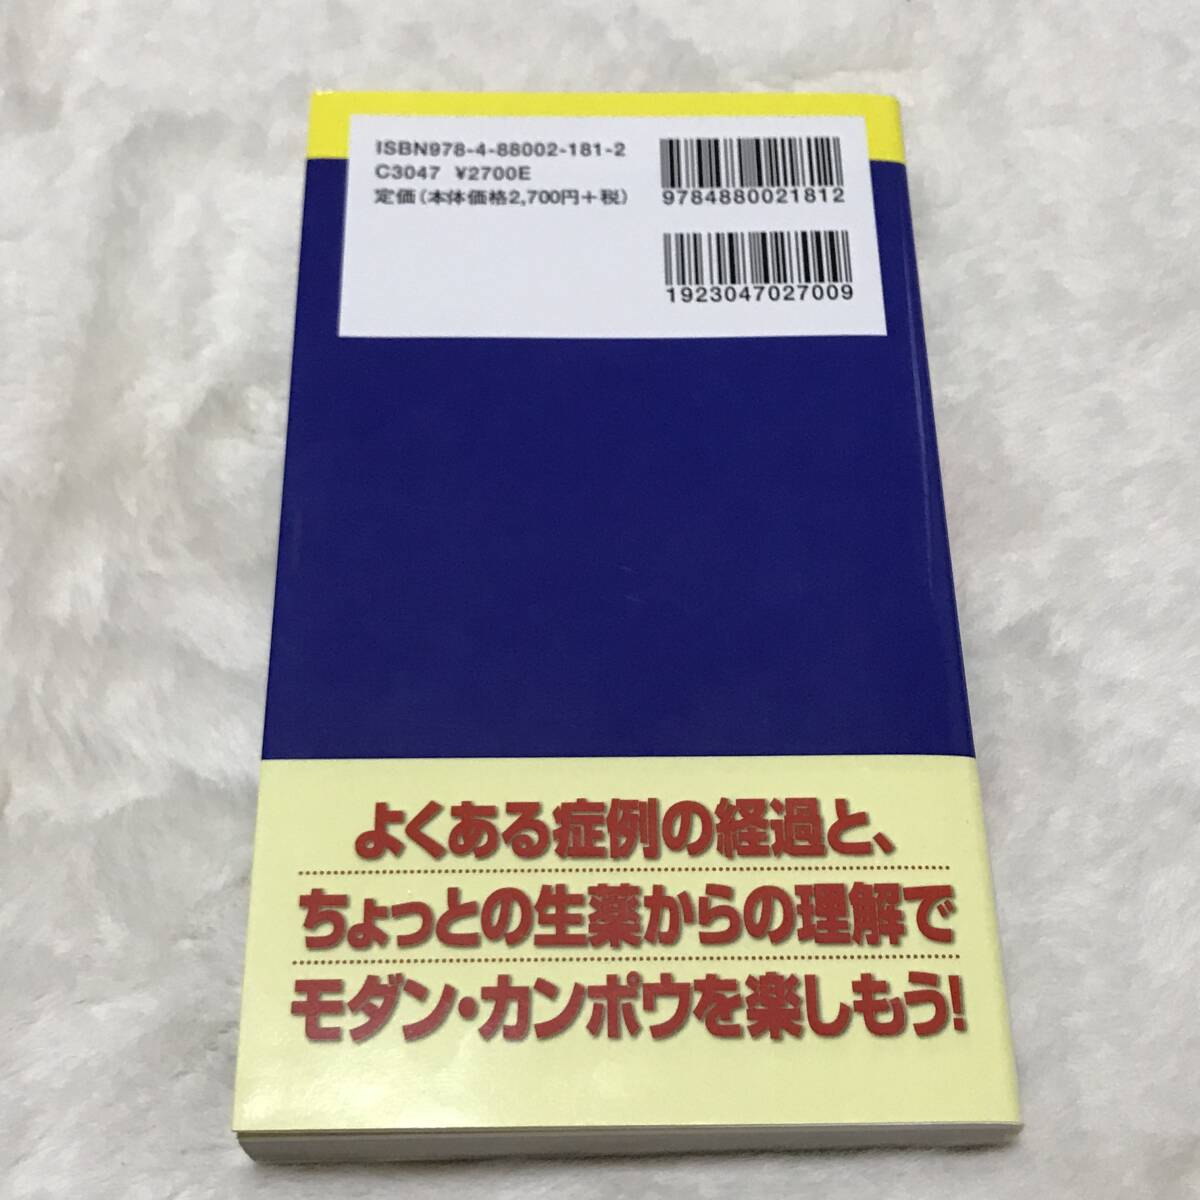 ISBN978-4-88002-181-2
C3047 ¥2700E
定価(本体価格2,700円+税)
9784880021812
1923047027009
よくある症例の経過と、
ちょっとの生薬からの理解で
モダン・カンポウを楽しもう!